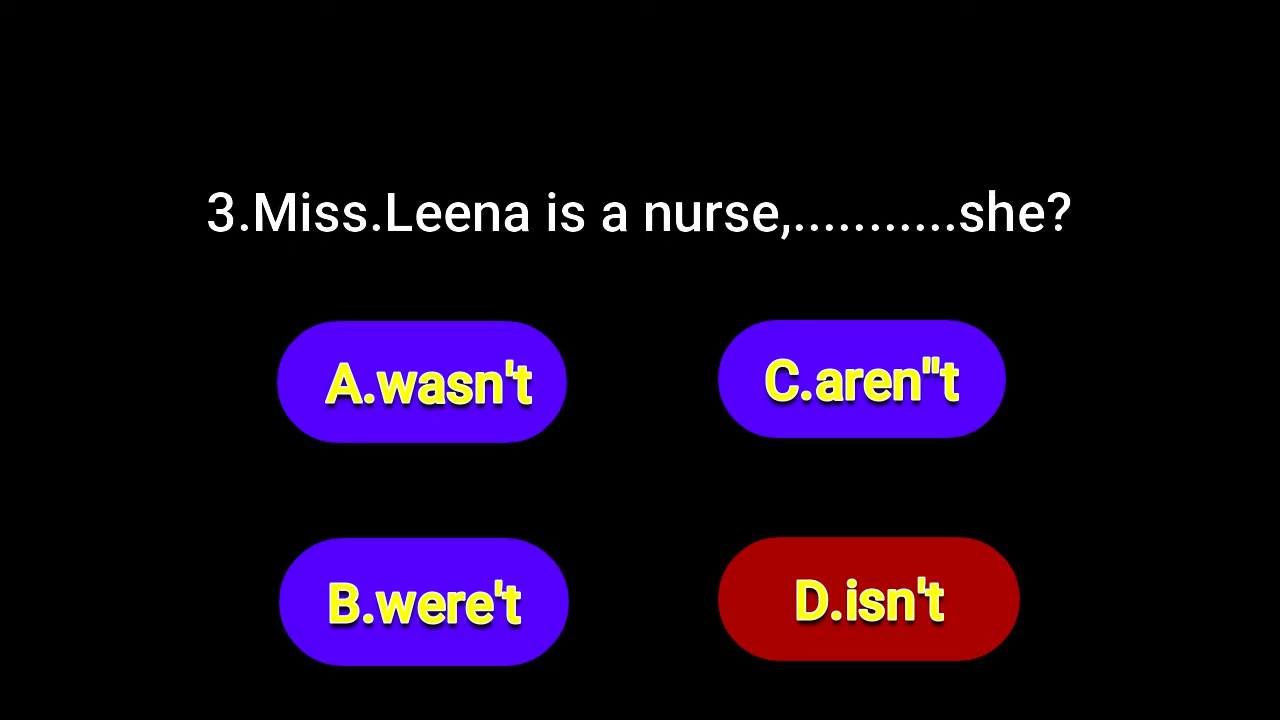 3.Miss.Leena is a nurse,...........she?
A.wasn't
C.aren"t
B.were't
D.isn't